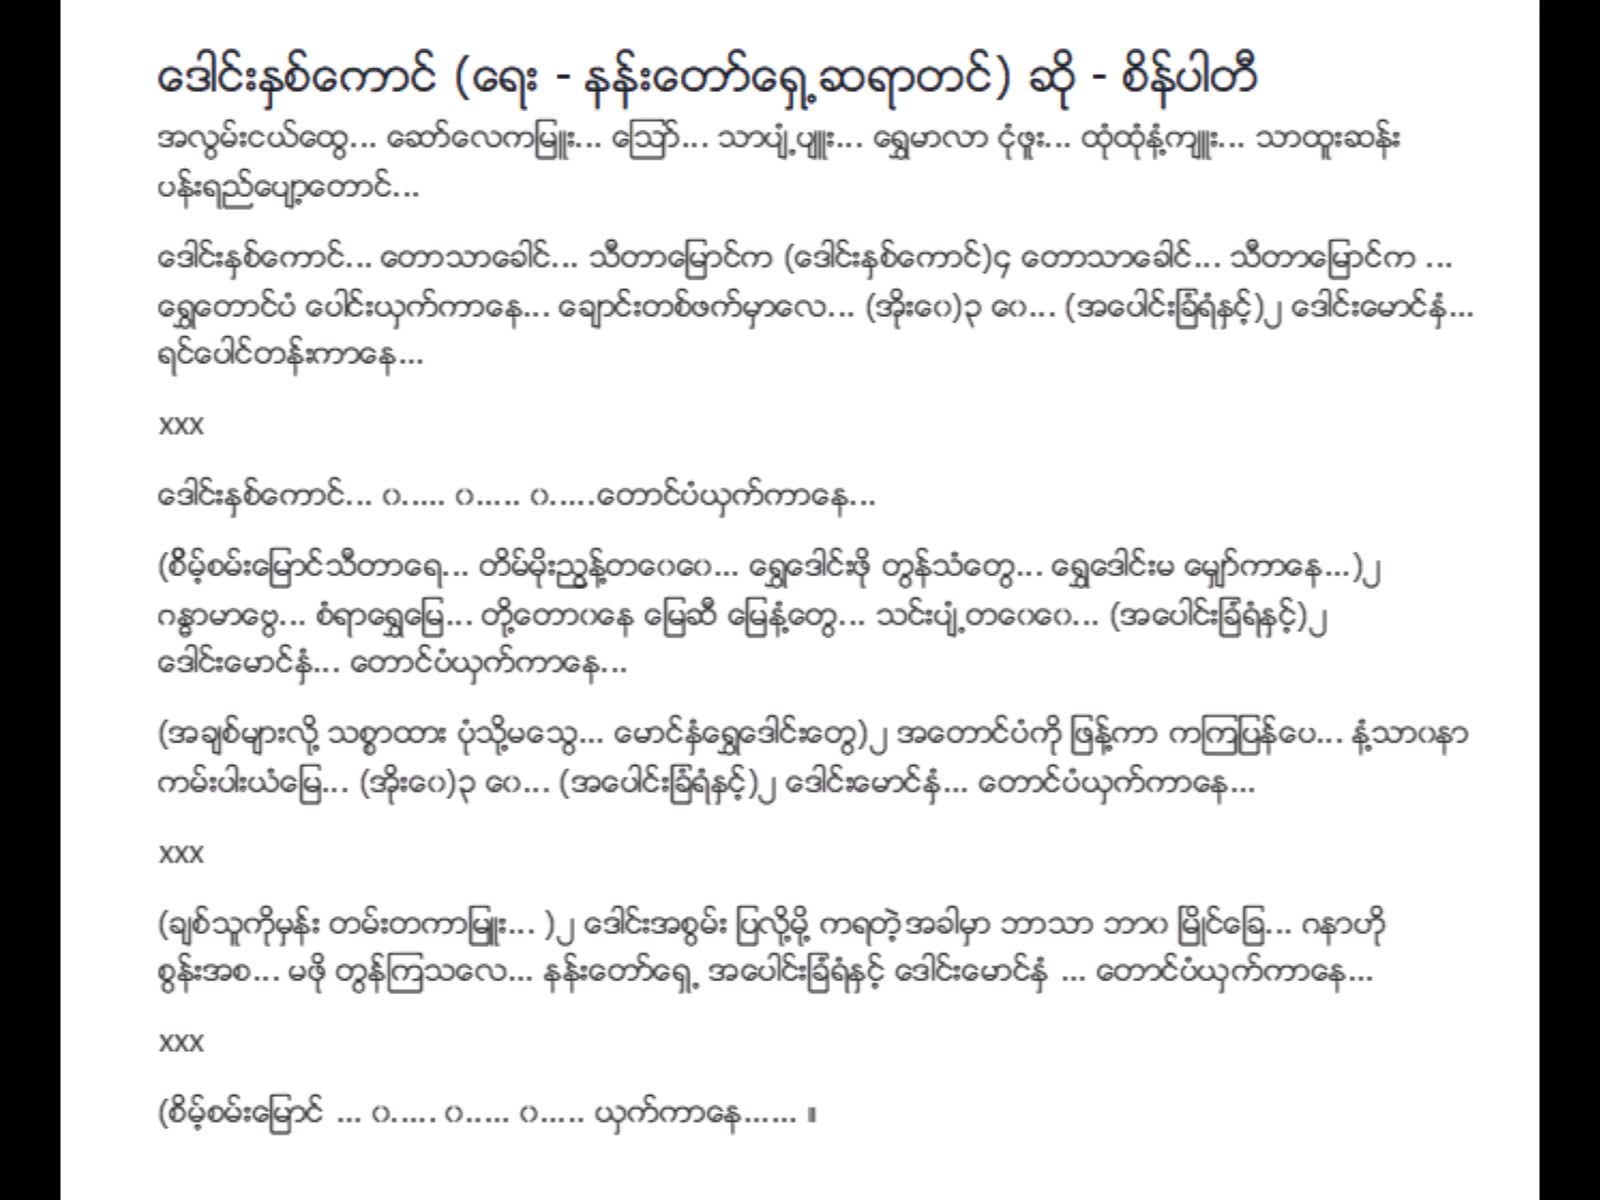 ဒေါင်းနှစ်ကောင် (ရေး - နန်းတော်ရှေ့ဆရာတင်) ဆို - စိန်ပါတီ
အလွမ်းငယ်ထွေ... ဆော်လေကမြူး... ဪ... သာပျံ့ပျူး... ရွှေမာလာ ငုံဖူး... ထုံထုံနံ့ကျူး... သာထူးဆန်း
ပန်းရည်ပျော့တောင်...
ဒေါင်းနှစ်ကောင်... တောသာခေါင်... သီတာမြောင်က (ဒေါင်းနှစ်ကောင်)၄ တောသာခေါင်... သီတာမြောင်က ...
ရွှေတောင်ပံ ပေါင်းယှက်ကာနေ... ချောင်းတစ်ဖက်မှာလေ... (အိုးဝေ)၃ ဝေ... (အပေါင်းခြံရံနှင့်)၂ ဒေါင်းမောင်နှံ...
ရင်ပေါင်တန်းကာနေ...
xxx
ဒေါင်းနှစ်ကောင်... ဝ..... ဝ..... ဝ.....တောင်ပံယှက်ကာနေ...
(စိမ့်စမ်းမြောင်သီတာရေ... တိမ်မိုးညွှန့်တဝေဝေ... ရွှေဒေါင်းဖို တွန်သံတွေ... ရွှေဒေါင်းမ မျှော်ကာနေ...)၂
ဂန္ဓာမာဗွေ... စံရာရွှေမြေ... တို့တောဝနေ မြေဆီ မြေနံ့တွေ... သင်းပျံ့တဝေဝေ... (အပေါင်းခြံရံနှင့်)၂
ဒေါင်းမောင်နှံ... တောင်ပံယှက်ကာနေ...
(အချစ်များလို့ သစ္စာထား ပုံသို့မသွေ... မောင်နှံရွှေဒေါင်းတွေ)၂ အတောင်ပံကို ဖြန့်ကာ ကကြပြန်ပေ... နံ့သာဝနာ
ကမ်းပါးယံမြေ... (အိုးဝေ)၃ ဝေ... (အပေါင်းခြံရံနှင့်)၂ ဒေါင်းမောင်နှံ... တောင်ပံယှက်ကာနေ...
xxx
(ချစ်သူကိုမှန်း တမ်းတကာမြူး... )၂ ဒေါင်းအစွမ်း ပြလို့မို့ ကရတဲ့အခါမှာ ဘာသာ ဘာဝ မြိုင်ခြေ... ဂနာဟို
စွန်းအစ... မဖို တွန်ကြသလေ... နန်းတော်ရှေ့ အပေါင်းခြံရံနှင့် ဒေါင်းမောင်နှံ ... တောင်ပံယှက်ကာနေ...
xxx
(စိမ့်စမ်းမြောင် ... ဝ..... ဝ..... ဝ..... ယှက်ကာနေ...... ။